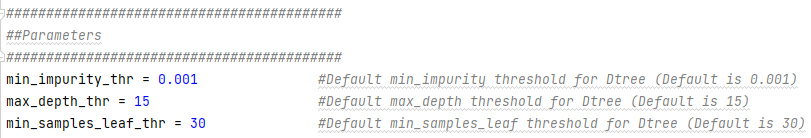 ##########################################
##Parameters
##########################################
min_impurity_thr = 0.001 #Default min_impurity threshold for Dtree (Default is 0.001)
max_depth_thr = 15 #Default max_depth threshold for Dtree (Default is 15)
min_samples_leaf_thr = 30 #Default min_samples_leaf threshold for Dtree (Default is 30)